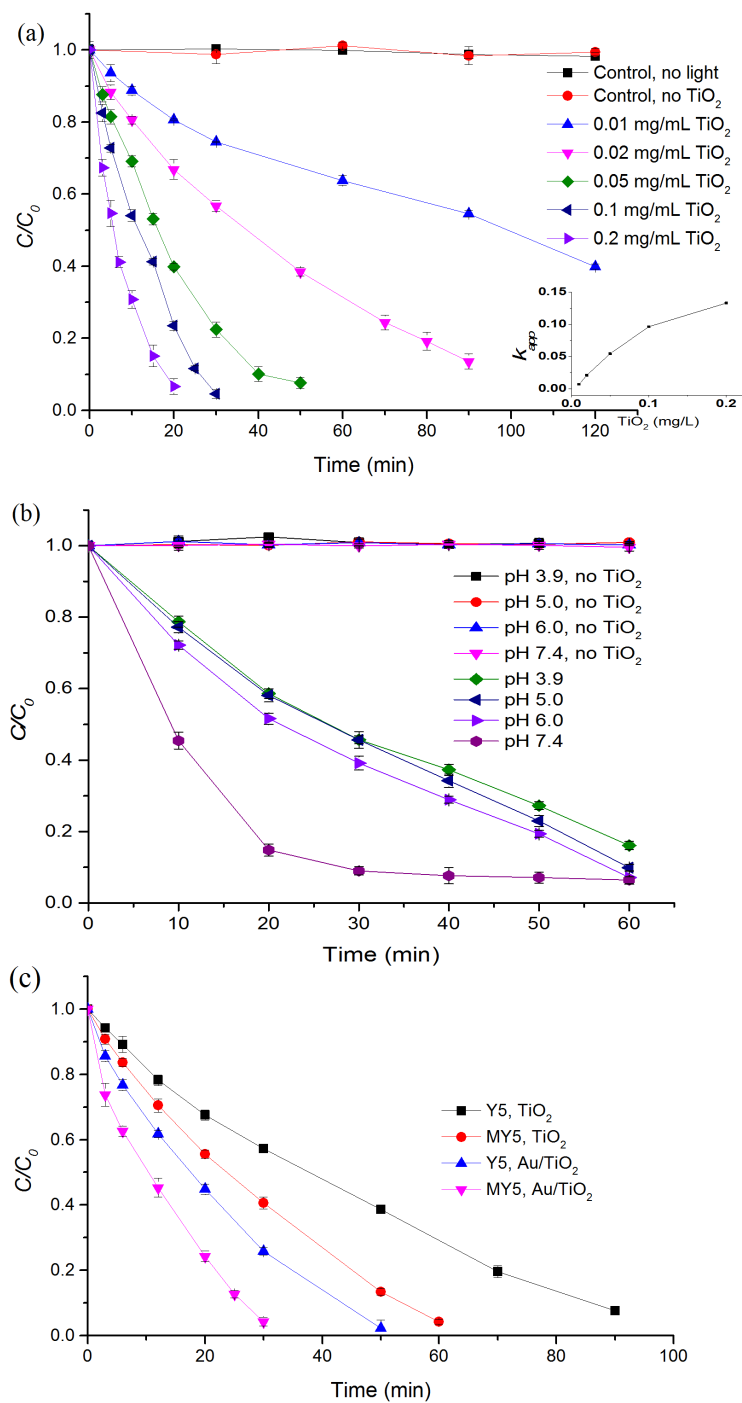 (a)
1.0
0.8
0.6
0.4
0.2
0.0
C/C₀
0 20 40 60 80 100 120
Time (min)
Control, no light
Control, no TiO₂
0.01 mg/mL TiO₂
0.02 mg/mL TiO₂
0.05 mg/mL TiO₂
0.1 mg/mL TiO₂
0.2 mg/mL TiO₂
0.15
0.10
0.05
0.00
k_app
0.0 0.1 0.2
TiO₂ (mg/L)
(b)
1.0
0.8
0.6
0.4
0.2
0.0
C/C₀
0 10 20 30 40 50 60
Time (min)
pH 3.9, no TiO₂
pH 5.0, no TiO₂
pH 6.0, no TiO₂
pH 7.4, no TiO₂
pH 3.9
pH 5.0
pH 6.0
pH 7.4
(c)
1.0
0.8
0.6
0.4
0.2
0.0
C/C₀
0 20 40 60 80 100
Time (min)
Y5, TiO₂
MY5, TiO₂
Y5, Au/TiO₂
MY5, Au/TiO₂